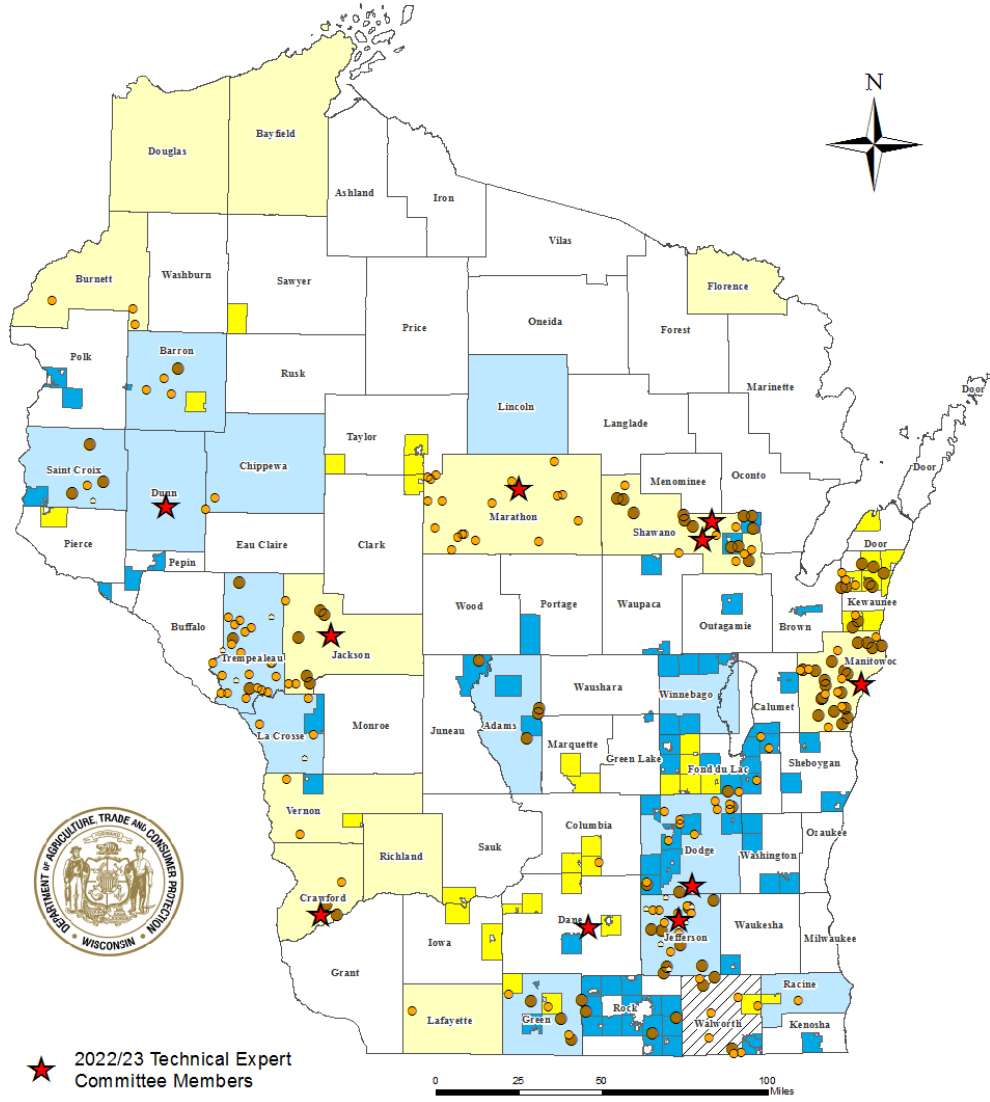 N
Bayfield
Douglas
Ashland
Iron
Vilas
Washburn
Sawyer
Burnett
Florence
Price
Oneida
Forest
Polk
Barron
Rusk
Marinette
Door
Lincoln
Langlade
Taylor
Door
Saint Croix
Chippewa
Oconto
Menominee
Dunn
Marathon
Shawano
Pierce
Eau Claire
Clark
Door
Pepin
Kewaunee
Wood
Portage
Waupaca
Outagamie
Brown
Buffalo
Trempealeau
Jackson
Manitowoc
Waushara
Winnebago
Calumet
Adams
Juneau
Monroe
La Crosse
Marquette
Green Lake
Fond du Lac
Sheboygan
Vernon
Columbia
Ozaukee
Sauk
Dodge
Washington
Richland
Crawford
Dane
Jefferson
Waukesha
Milwaukee
Iowa
Grant
Racine
Lafayette
Green
Rock
Walworth
Kenosha
DEPARTMENT of AGRICULTURE, TRADE AND CONSUMER PROTECTION
FORWARD
• WISCONSIN •
2022/23 Technical Expert
Committee Members
0 25 50 100
Miles